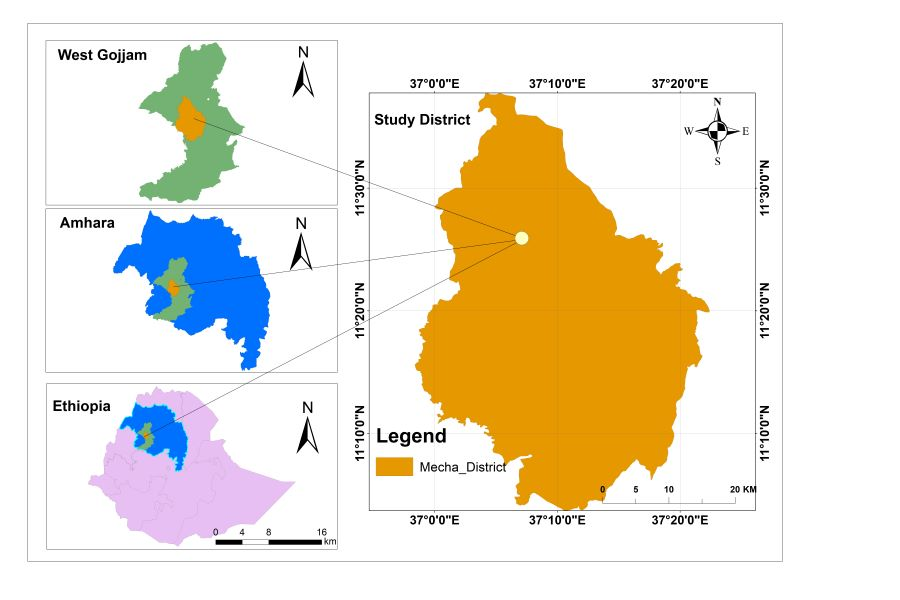 West Gojjam
N
Amhara
N
Ethiopia
N
0 4 8 16
km
37°0'0"E 37°10'0"E 37°20'0"E
Study District
N
W E
S
11°30'0"N 11°30'0"N
11°20'0"N 11°20'0"N
11°10'0"N 11°10'0"N
Legend
Mecha_District
0 5 10 20 KM
37°0'0"E 37°10'0"E 37°20'0"E